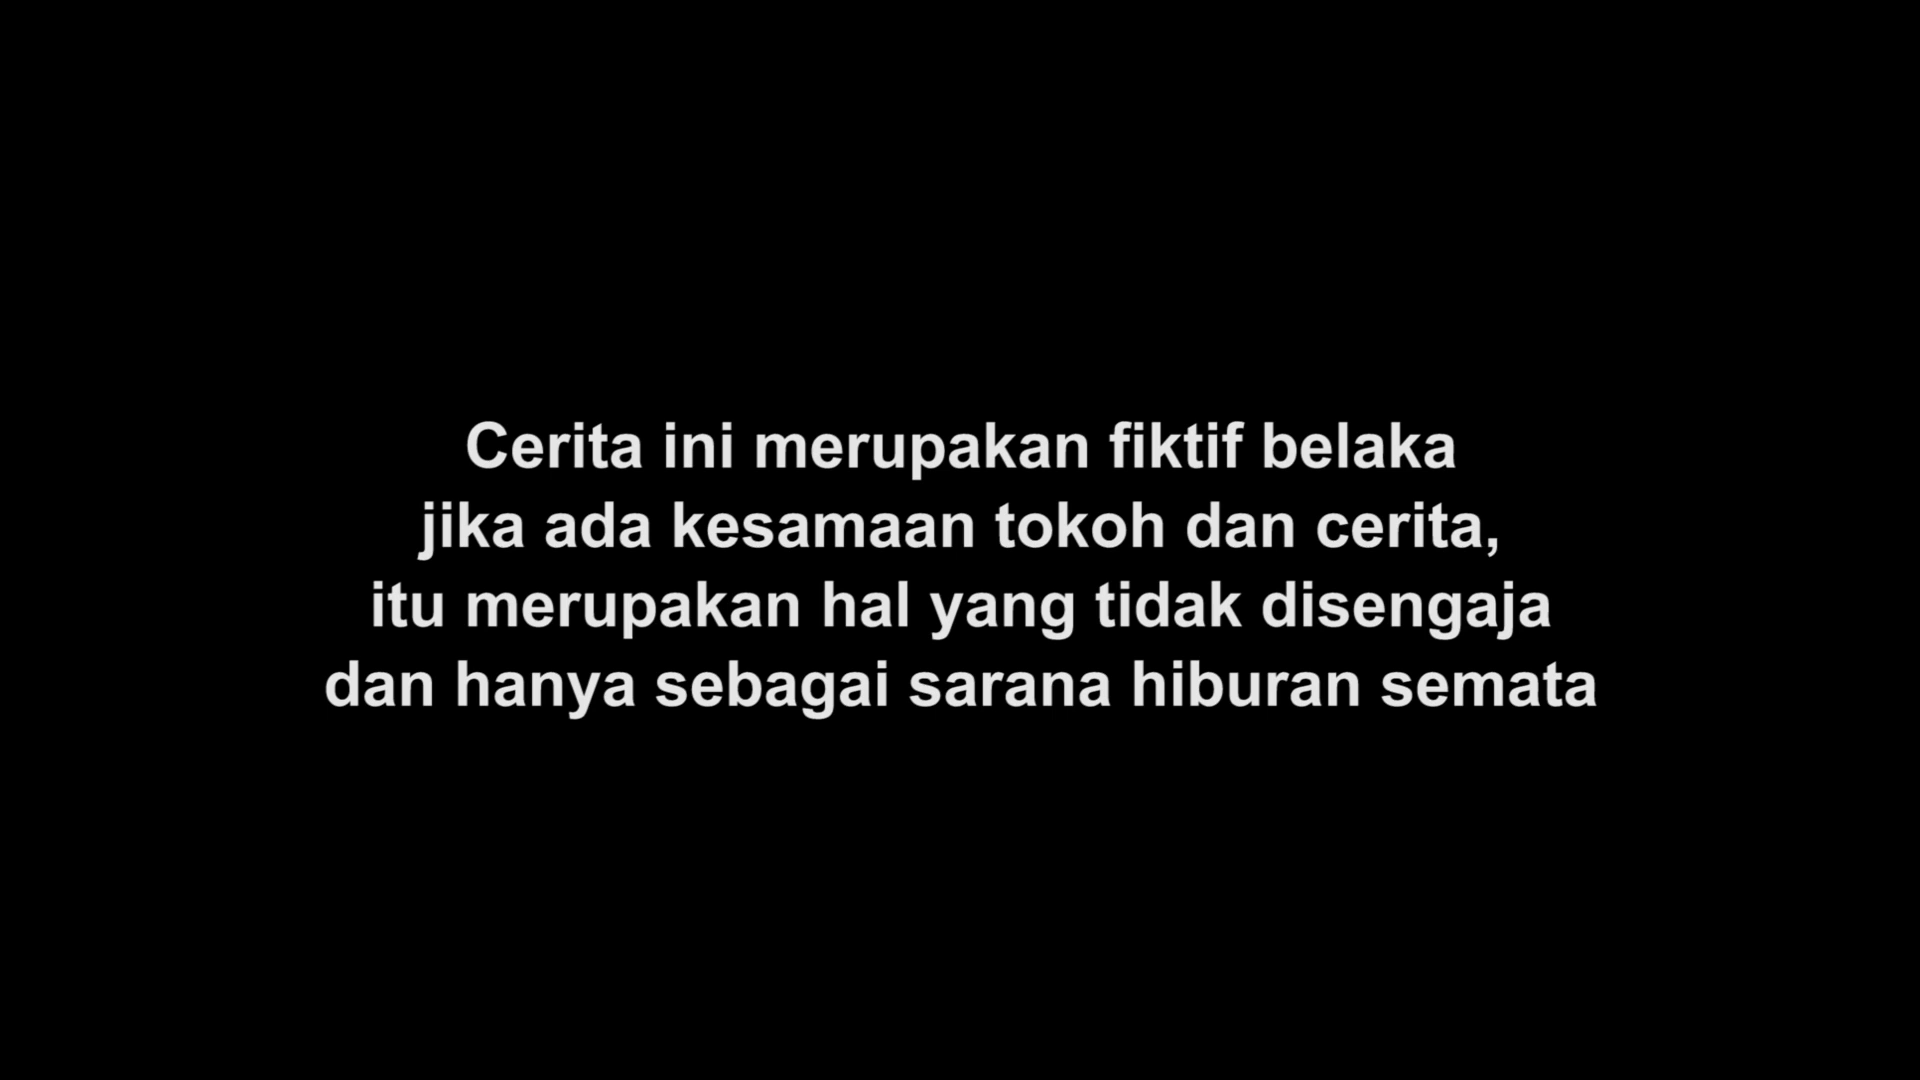 Cerita ini merupakan fiktif belaka
jika ada kesamaan tokoh dan cerita,
itu merupakan hal yang tidak disengaja
dan hanya sebagai sarana hiburan semata